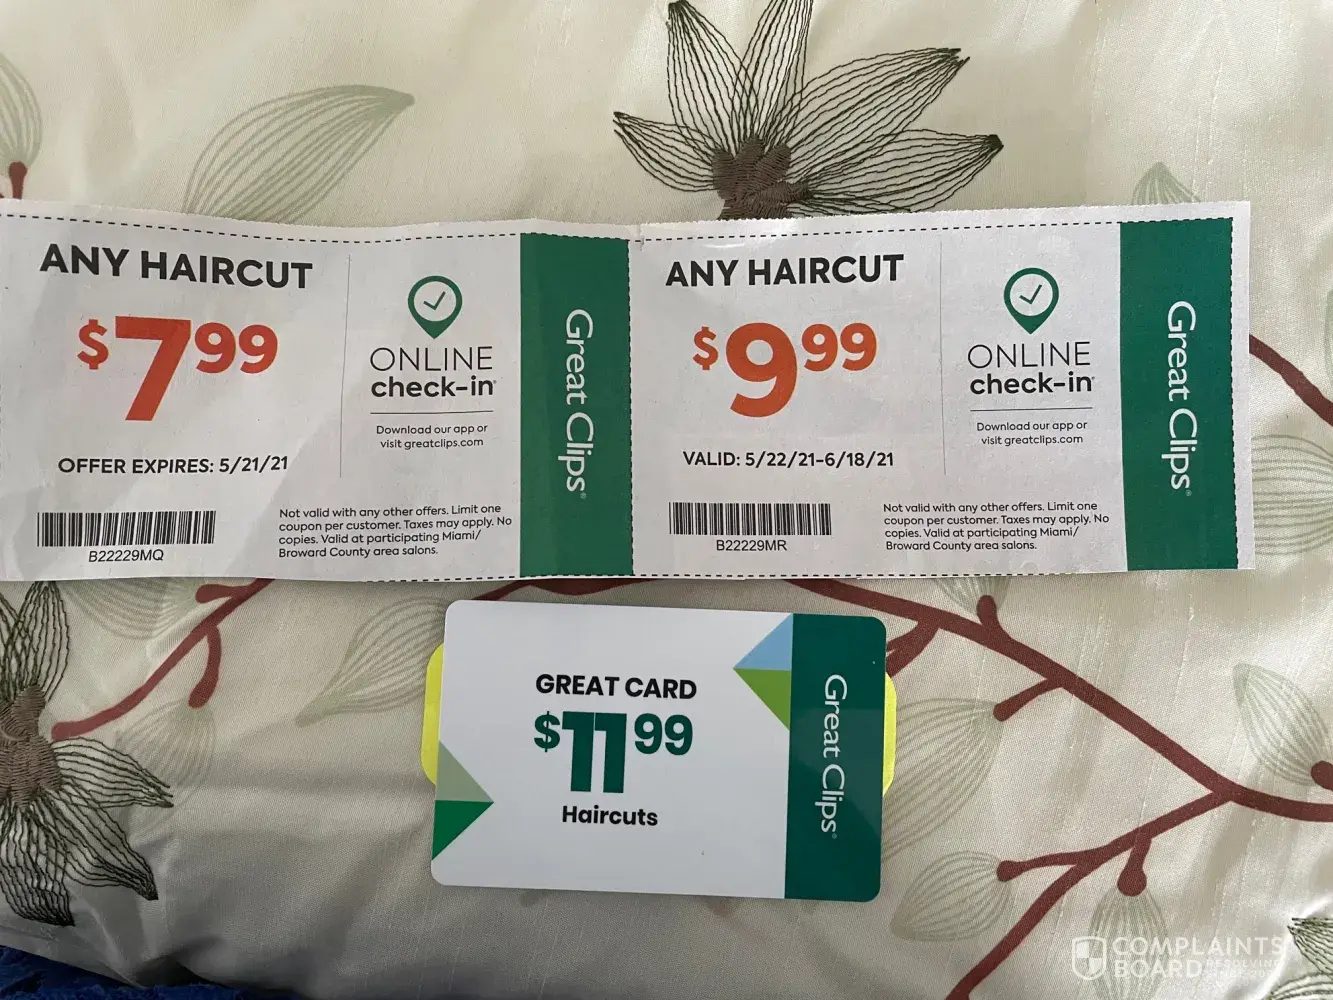 ANY HAIRCUT
$7.99
OFFER EXPIRES: 5/21/21
B22229MQ
ONLINE
check-in
Download our app or
visit greatclips.com
Not valid with any other offers. Limit one
coupon per customer. Taxes may apply. No
copies. Valid at participating Miami/
Broward County area salons.
Great Clips®
ANY HAIRCUT
$9.99
VALID: 5/22/21-6/18/21
B22229MR
ONLINE
check-in
Download our app or
visit greatclips.com
Not valid with any other offers. Limit one
coupon per customer. Taxes may apply. No
copies. Valid at participating Miami/
Broward County area salons.
Great Clips®
GREAT CARD
$11.99
Haircuts
Great Clips®
COMPLAINTS
BOARD RESOLVING
SINCE